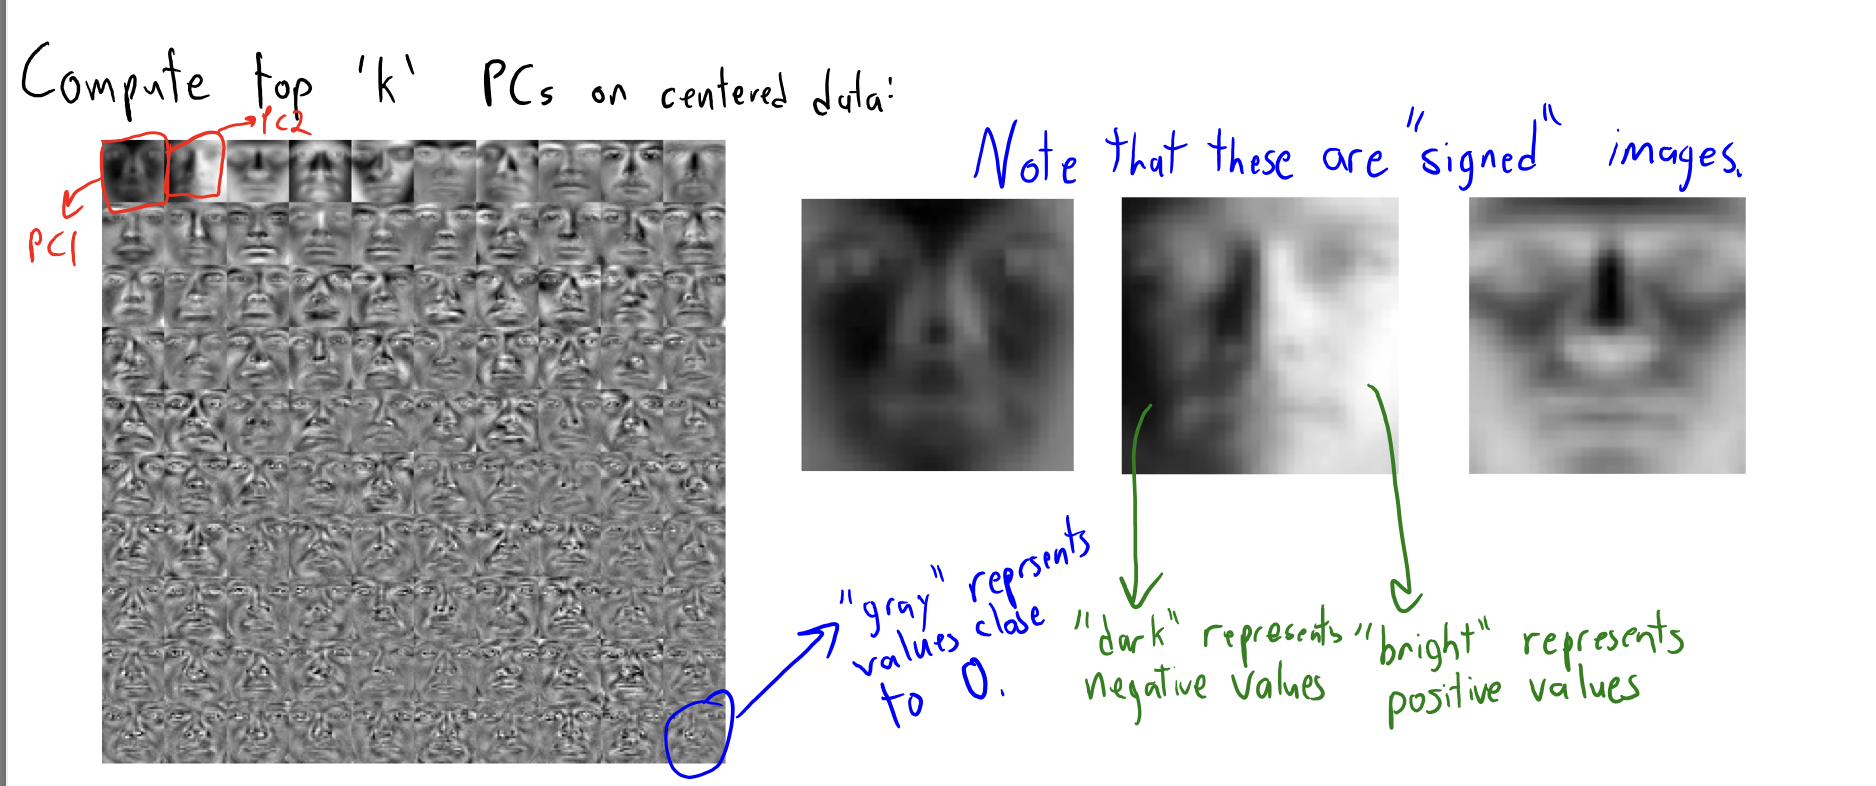 Compute top 'k' PCs on centered data:
PC2
PC1
Note that these are "signed" images.
"gray" reprsents
values close
to 0.
"dark" represents
negative values
"bright" represents
positive values